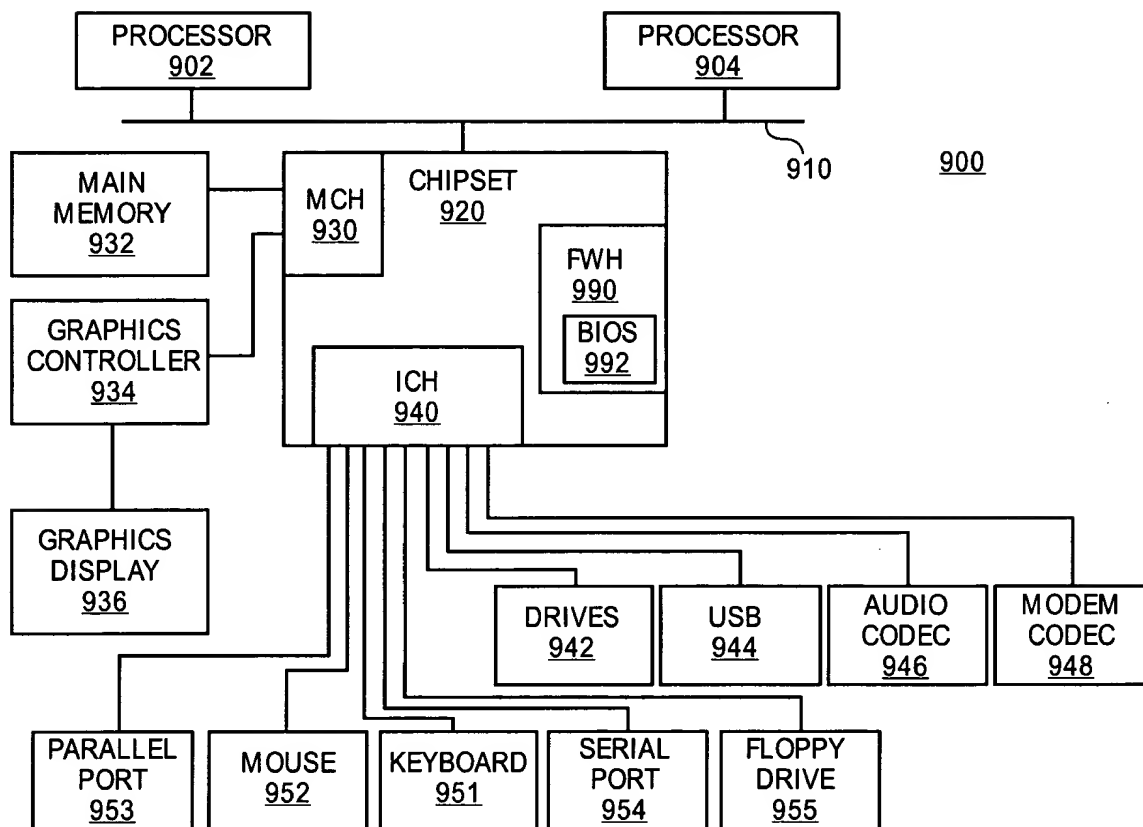 PROCESSOR
902
PROCESSOR
904
910
900
MAIN
MEMORY
932
MCH
930
CHIPSET
920
FWH
990
BIOS
992
GRAPHICS
CONTROLLER
934
ICH
940
GRAPHICS
DISPLAY
936
DRIVES
942
USB
944
AUDIO
CODEC
946
MODEM
CODEC
948
PARALLEL
PORT
953
MOUSE
952
KEYBOARD
951
SERIAL
PORT
954
FLOPPY
DRIVE
955